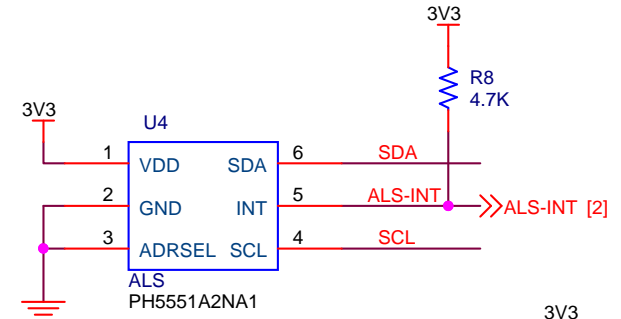 3V3
R8
4.7K
3V3
U4
1 VDD SDA 6 SDA
2 GND INT 5 ALS-INT ALS-INT [2]
3 ADRSEL SCL 4 SCL
ALS
PH5551A2NA1
3V3